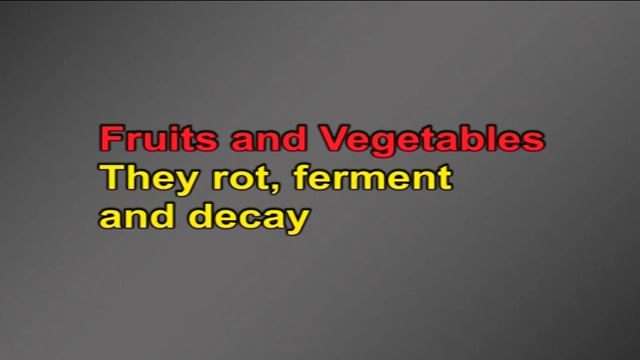 Fruits and Vegetables
They rot, ferment
and decay